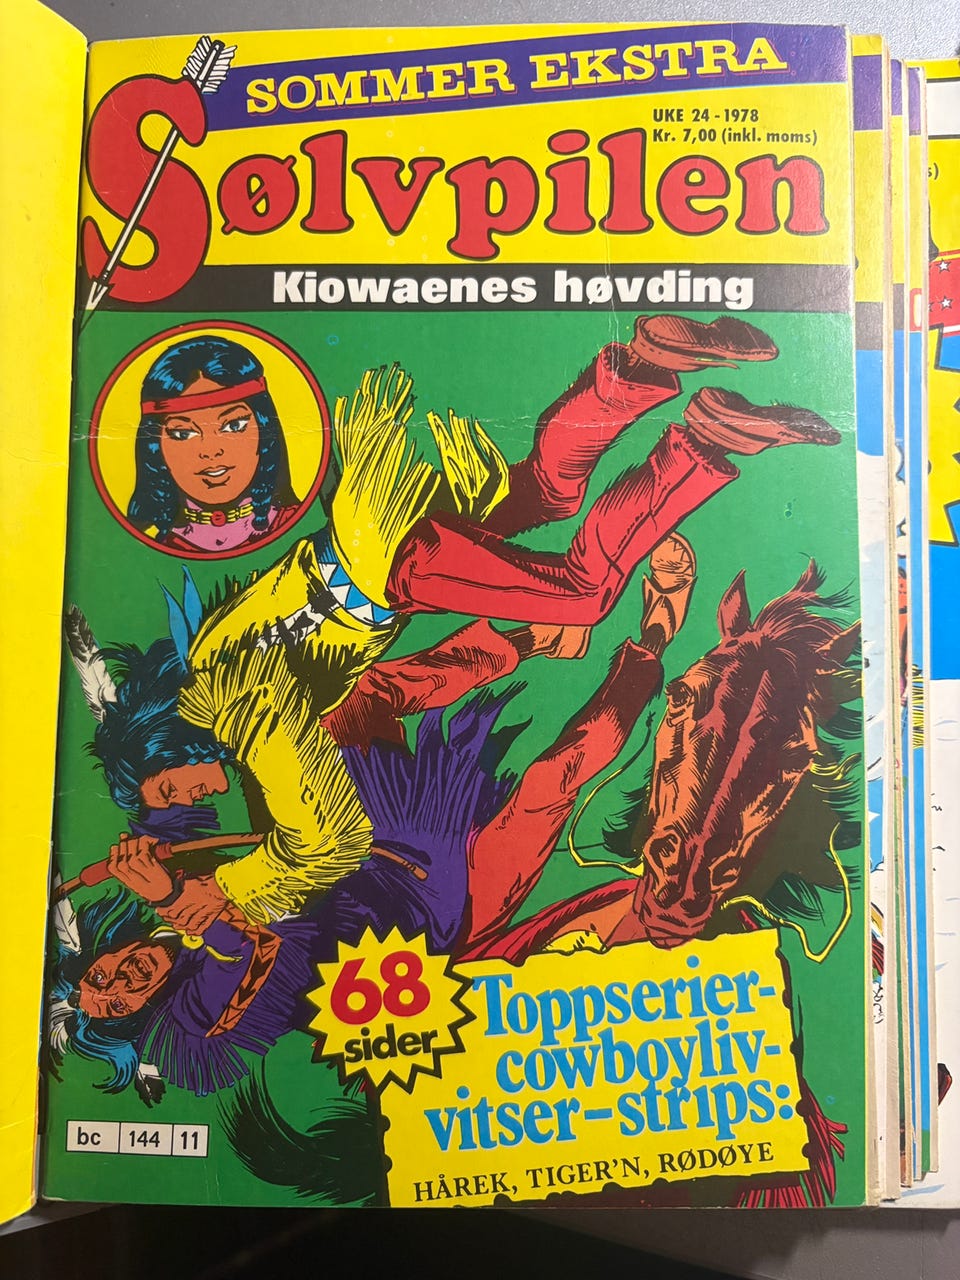 SOMMER EKSTRA
UKE 24 - 1978
Kr. 7,00 (inkl. moms)
Sølvpilen
Kiowaenes høvding
68
sider
Toppserier-
cowboyliv-
vitser-strips:
HÅREK, TIGER'N, RØDØYE
bc 144 11